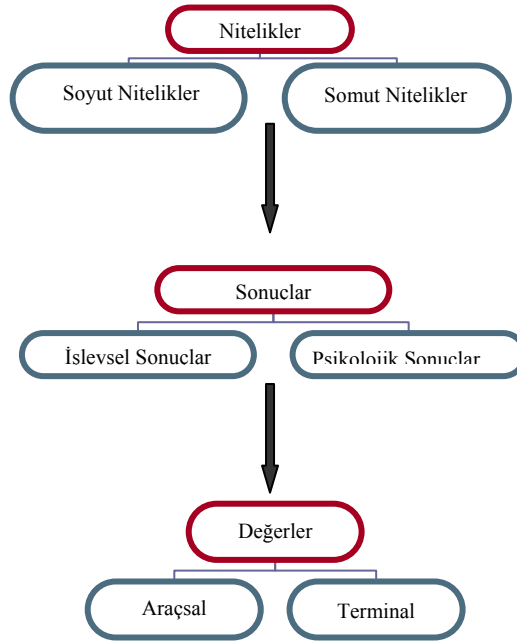 Nitelikler
Soyut Nitelikler
Somut Nitelikler
Sonuclar
İslevsel Sonuclar
Psikolojik Sonuclar
Değerler
Araçsal
Terminal